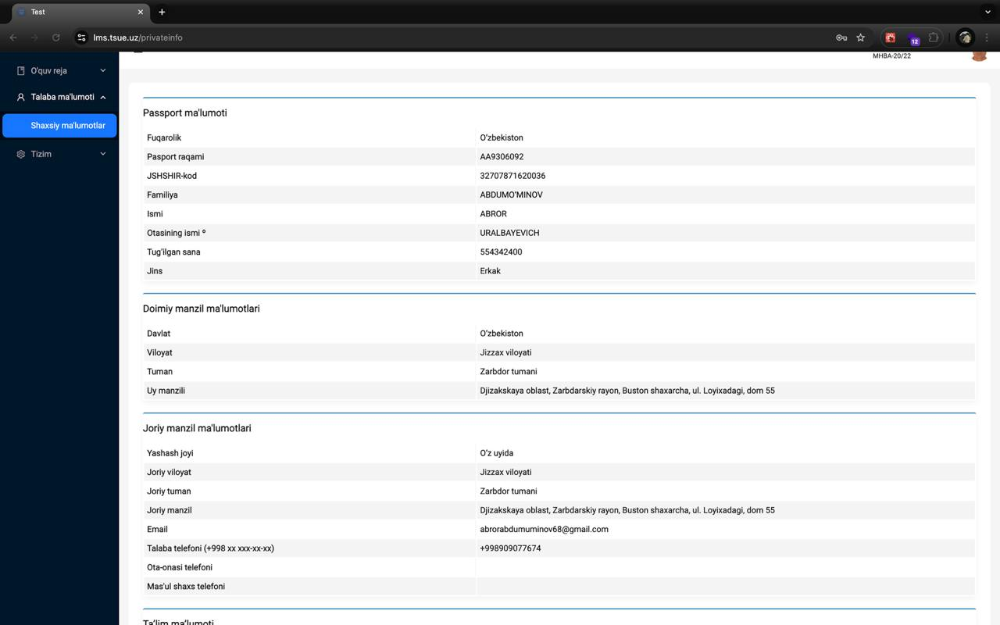 Test
lms.tsue.uz/privateinfo
12
MHBA-20/22
O'quv reja
Talaba ma'lumoti
Shaxsiy ma'lumotlar
Tizim
Passport ma'lumoti
Fuqarolik O‘zbekiston
Pasport raqami AA9306092
JSHSHIR-kod 32707871620036
Familiya ABDUMO‘MINOV
Ismi ABROR
Otasining ismi º URALBAYEVICH
Tug‘ilgan sana 554342400
Jins Erkak
Doimiy manzil ma'lumotlari
Davlat O‘zbekiston
Viloyat Jizzax viloyati
Tuman Zarbdor tumani
Uy manzili Djizakskaya oblast, Zarbdarskiy rayon, Buston shaxarcha, ul. Loyixadagi, dom 55
Joriy manzil ma'lumotlari
Yashash joyi O‘z uyida
Joriy viloyat Jizzax viloyati
Joriy tuman Zarbdor tumani
Joriy manzil Djizakskaya oblast, Zarbdarskiy rayon, Buston shaxarcha, ul. Loyixadagi, dom 55
Email abrorabdumuminov68@gmail.com
Talaba telefoni (+998 xx xxx-xx-xx) +998909077674
Ota-onasi telefoni
Mas'ul shaxs telefoni
Ta’lim ma’lumoti